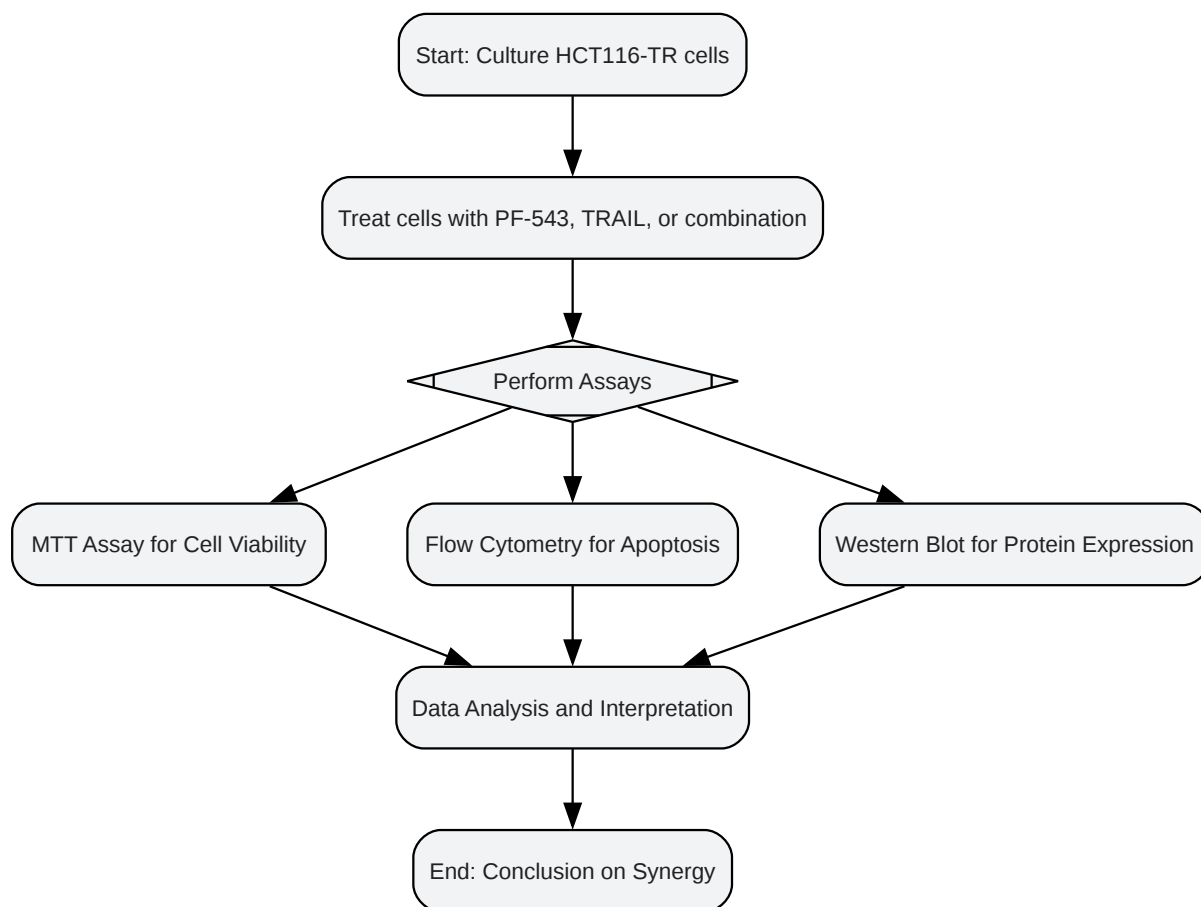 Start: Culture HCT116-TR cells
Treat cells with PF-543, TRAIL, or combination
Perform Assays
MTT Assay for Cell Viability
Flow Cytometry for Apoptosis
Western Blot for Protein Expression
Data Analysis and Interpretation
End: Conclusion on Synergy